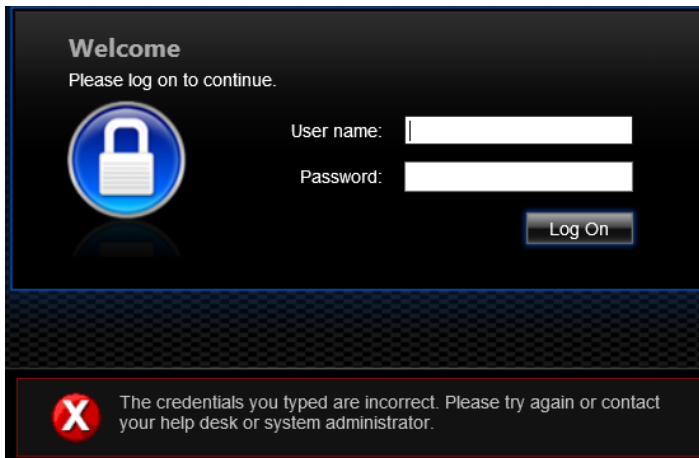 Welcome
Please log on to continue.
User name:
Password:
Log On
The credentials you typed are incorrect. Please try again or contact
your help desk or system administrator.